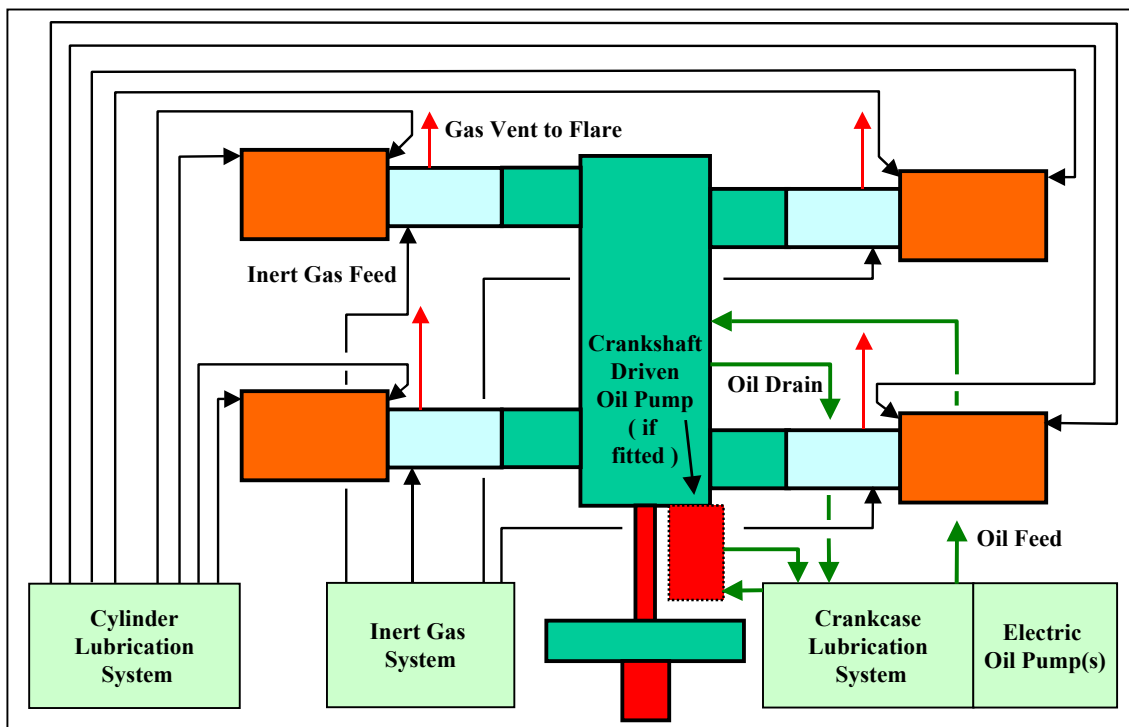 Gas Vent to Flare
Inert Gas Feed
Crankshaft
Driven
Oil Pump
( if
fitted )
Oil Drain
Oil Feed
Cylinder
Lubrication
System
Inert Gas
System
Crankcase
Lubrication
System
Electric
Oil Pump(s)